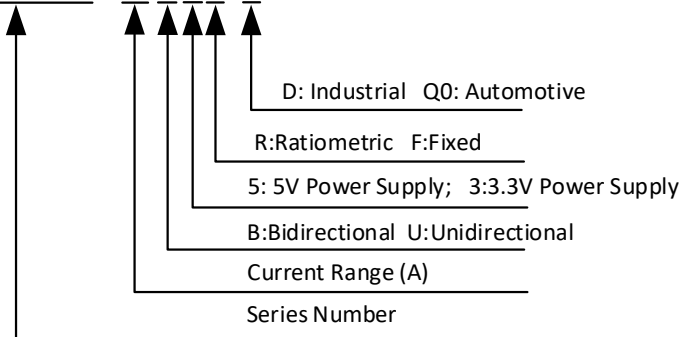 D: Industrial Q0: Automotive
R:Ratiometric F:Fixed
5: 5V Power Supply; 3:3.3V Power Supply
B:Bidirectional U:Unidirectional
Current Range (A)
Series Number